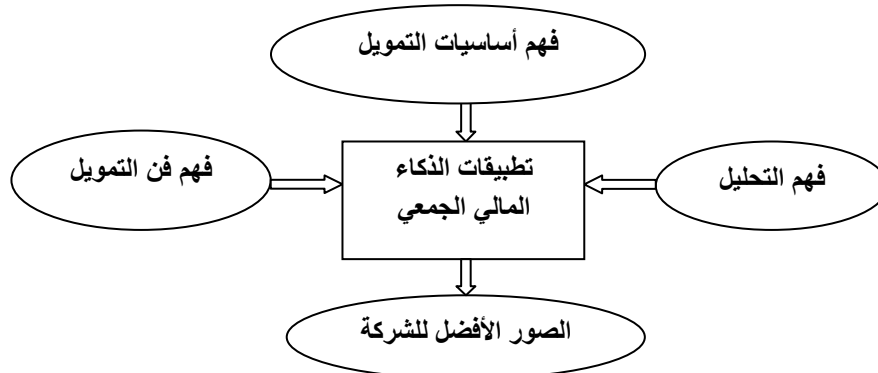 فهم أساسيات التمويل
فهم التحليل
تطبيقات الذكاء
المالي الجمعي
فهم فن التمويل
الصور الأفضل للشركة